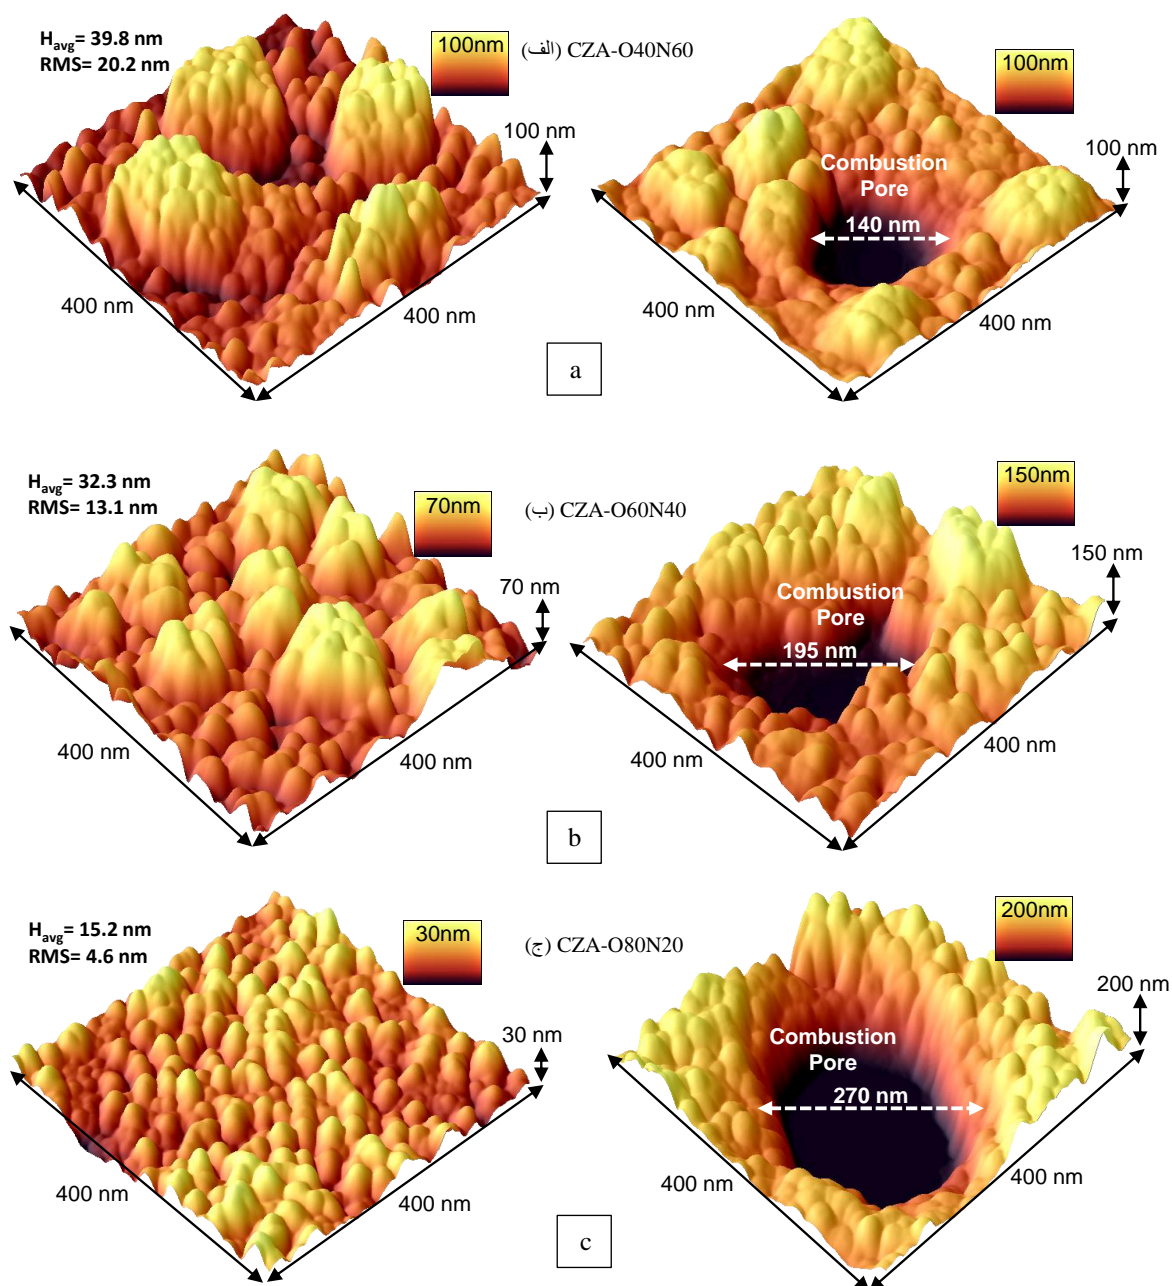 Havg= 39.8 nm
RMS= 20.2 nm
100nm
(الف) CZA-O40N60
100nm
100 nm
100 nm
Combustion
Pore
140 nm
400 nm
400 nm
400 nm
400 nm
a
Havg= 32.3 nm
RMS= 13.1 nm
70nm
(ب) CZA-O60N40
150nm
70 nm
150 nm
Combustion
Pore
195 nm
400 nm
400 nm
400 nm
400 nm
b
Havg= 15.2 nm
RMS= 4.6 nm
30nm
(ج) CZA-O80N20
200nm
30 nm
200 nm
Combustion
Pore
270 nm
400 nm
400 nm
400 nm
400 nm
c